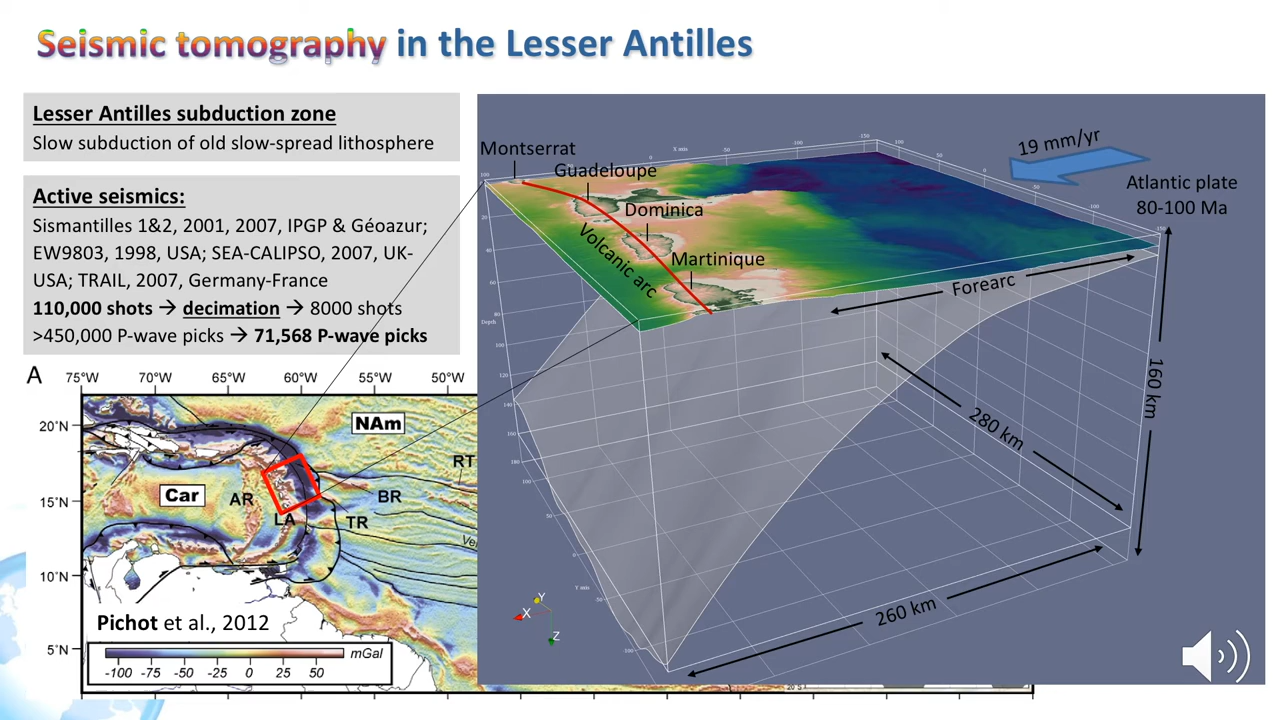 Seismic tomography in the Lesser Antilles
Lesser Antilles subduction zone
Slow subduction of old slow-spread lithosphere
Active seismics:
Sismantilles 1&2, 2001, 2007, IPGP & Géoazur;
EW9803, 1998, USA; SEA-CALIPSO, 2007, UK-
USA; TRAIL, 2007, Germany-France
110,000 shots → decimation → 8000 shots
>450,000 P-wave picks → 71,568 P-wave picks
A
75°W 70°W 65°W 60°W 55°W 50°W
20°N
15°N
10°N
5°N
NAm
Car
AR
LA
BR
TR
RT
Pichot et al., 2012
mGal
-100 -75 -50 -25 0 25 50
Montserrat
Guadeloupe
Dominica
Martinique
Volcanic arc
19 mm/yr
Atlantic plate
80-100 Ma
Forearc
280 km
160 km
260 km
X
Y
Z
Depth